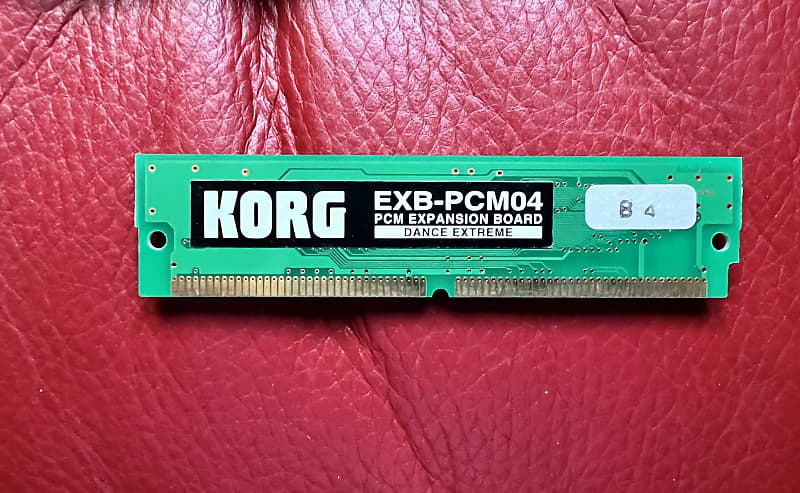 KORG
EXB-PCM04
PCM EXPANSION BOARD
DANCE EXTREME
B 4